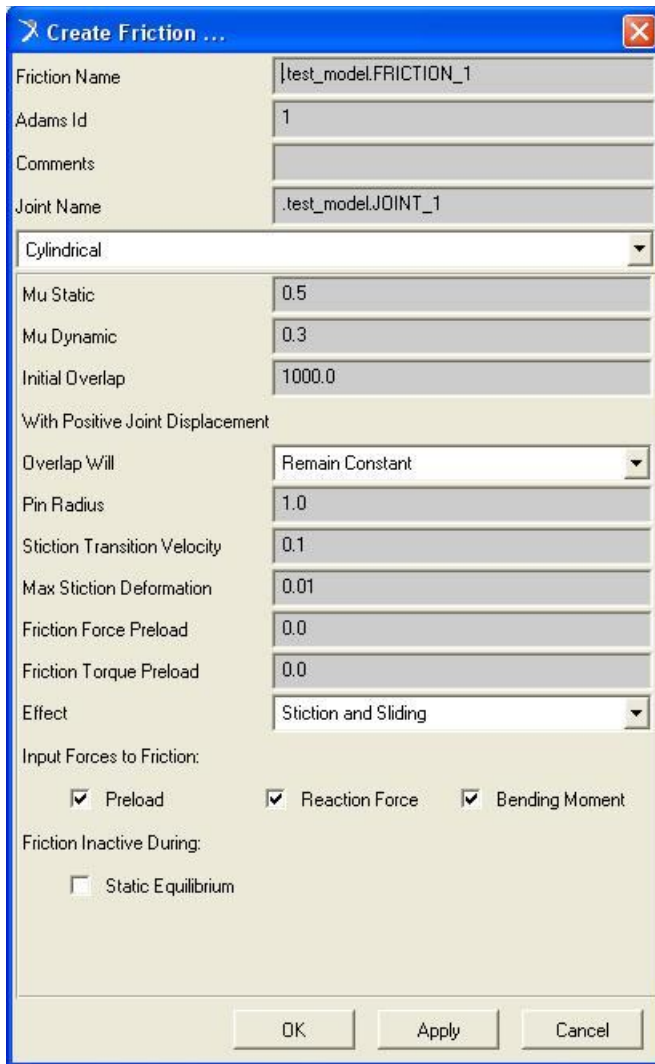 Create Friction ...
Friction Name .test_model.FRICTION_1
Adams Id 1
Comments
Joint Name .test_model.JOINT_1
Cylindrical
Mu Static 0.5
Mu Dynamic 0.3
Initial Overlap 1000.0
With Positive Joint Displacement
Overlap Will Remain Constant
Pin Radius 1.0
Stiction Transition Velocity 0.1
Max Stiction Deformation 0.01
Friction Force Preload 0.0
Friction Torque Preload 0.0
Effect Stiction and Sliding
Input Forces to Friction:
Preload Reaction Force Bending Moment
Friction Inactive During:
Static Equilibrium
OK Apply Cancel